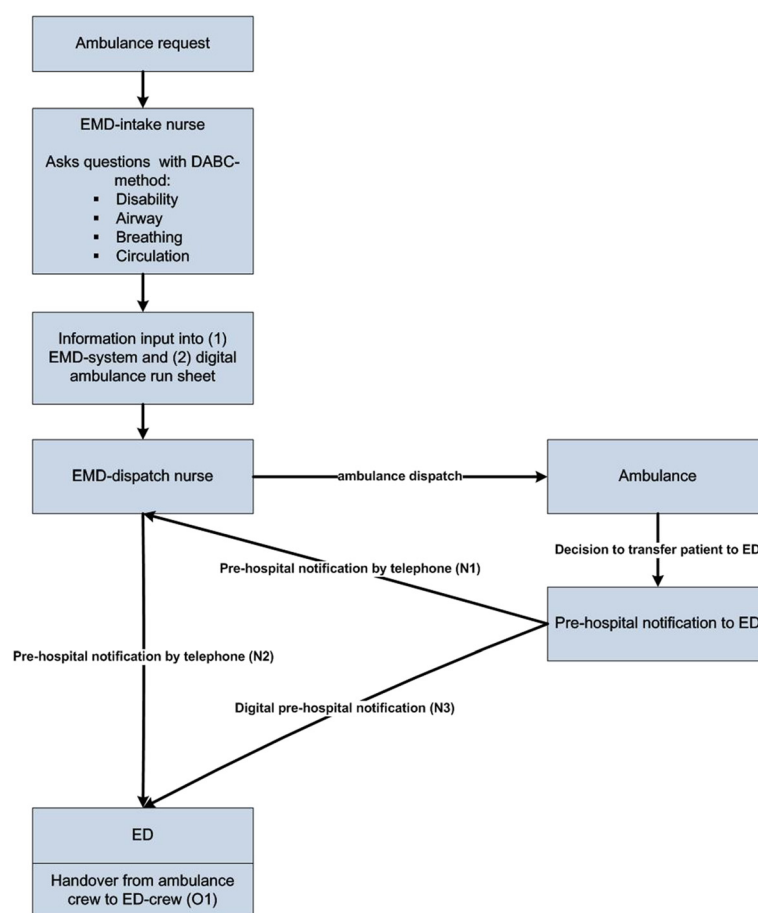 Ambulance request
EMD-intake nurse
Asks questions with DABC-
method:
▪ Disability
▪ Airway
▪ Breathing
▪ Circulation
Information input into (1)
EMD-system and (2) digital
ambulance run sheet
EMD-dispatch nurse
ambulance dispatch
Ambulance
Decision to transfer patient to ED
Pre-hospital notification by telephone (N1)
Pre-hospital notification to ED
Pre-hospital notification by telephone (N2)
Digital pre-hospital notification (N3)
ED
Handover from ambulance
crew to ED-crew (O1)